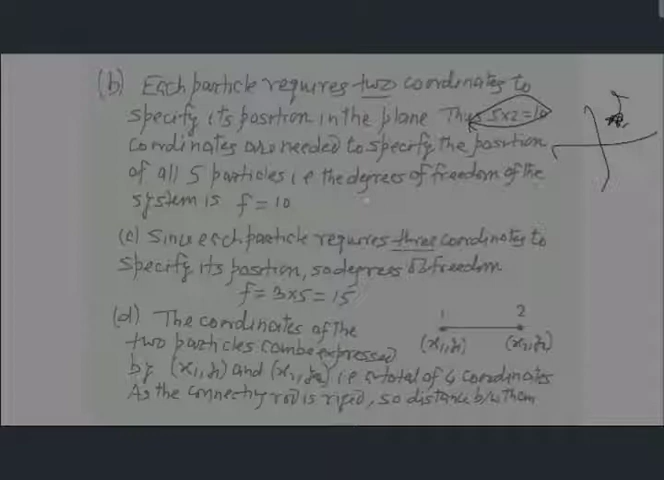 (b) Each particle requires two coordinates to
specify its position in the plane Thus 5x2=10
coordinates are needed to specify the position
of all 5 particles i.e the degrees of freedom of the
system is f = 10
(c) Since each particle requires three coordinates to
specify its position, so degrees of freedom
f = 3x5 = 15
(d) The coordinates of the
two particles can be expressed
1 2
(x1,y1) (x2,y2)
by (x1,y1) and (x2,y2) i.e a total of 4 coordinates
As the connecting rod is rigid, so distance b/w them